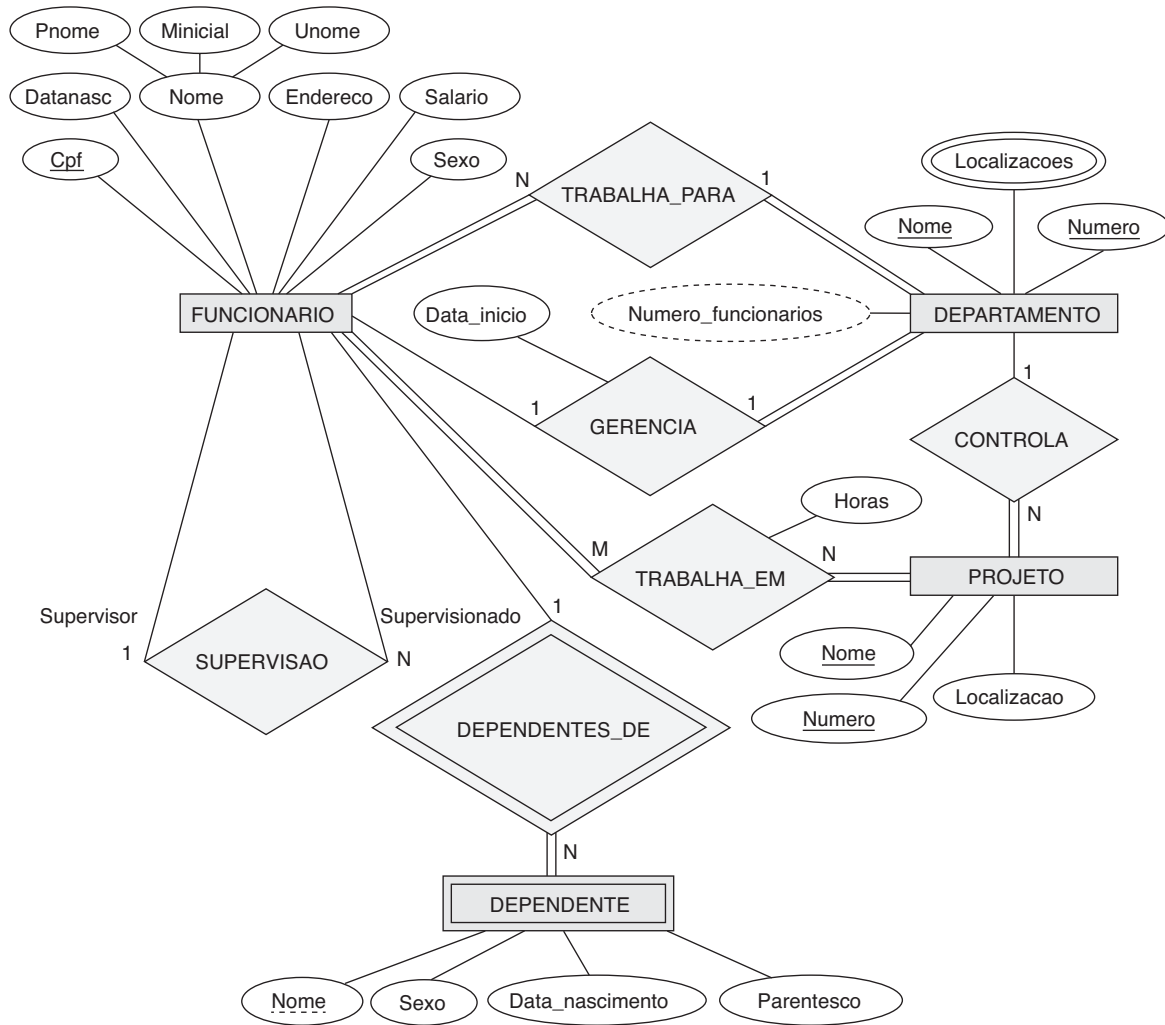 Pnome
Minicial
Unome
Datanasc
Nome
Endereco
Salario
Cpf
Sexo
N
TRABALHA_PARA
1
Localizacoes
Nome
Numero
FUNCIONARIO
Data_inicio
Numero_funcionarios
DEPARTAMENTO
1
GERENCIA
1
1
CONTROLA
N
Horas
M
TRABALHA_EM
N
PROJETO
Supervisor
Supervisionado
1
SUPERVISAO
N
1
Nome
Numero
Localizacao
DEPENDENTES_DE
N
DEPENDENTE
Nome
Sexo
Data_nascimento
Parentesco